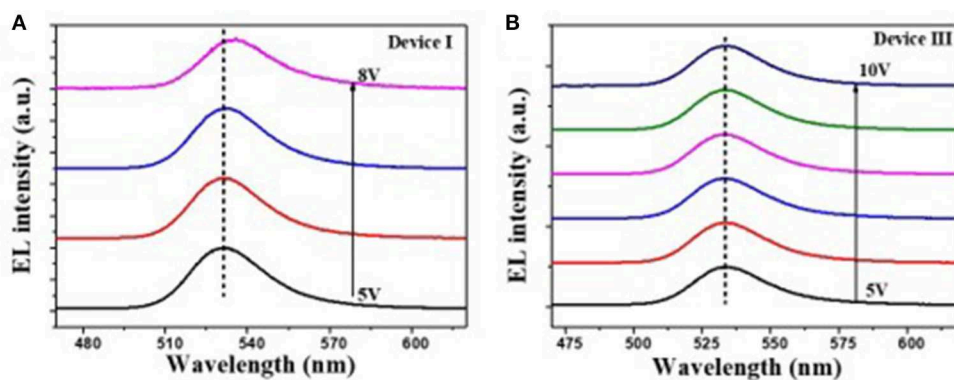 A
Device I
8V
5V
EL intensity (a.u.)
480 510 540 570 600
Wavelength (nm)
B
Device III
10V
5V
EL intensity (a.u.)
475 500 525 550 575 600
Wavelength (nm)